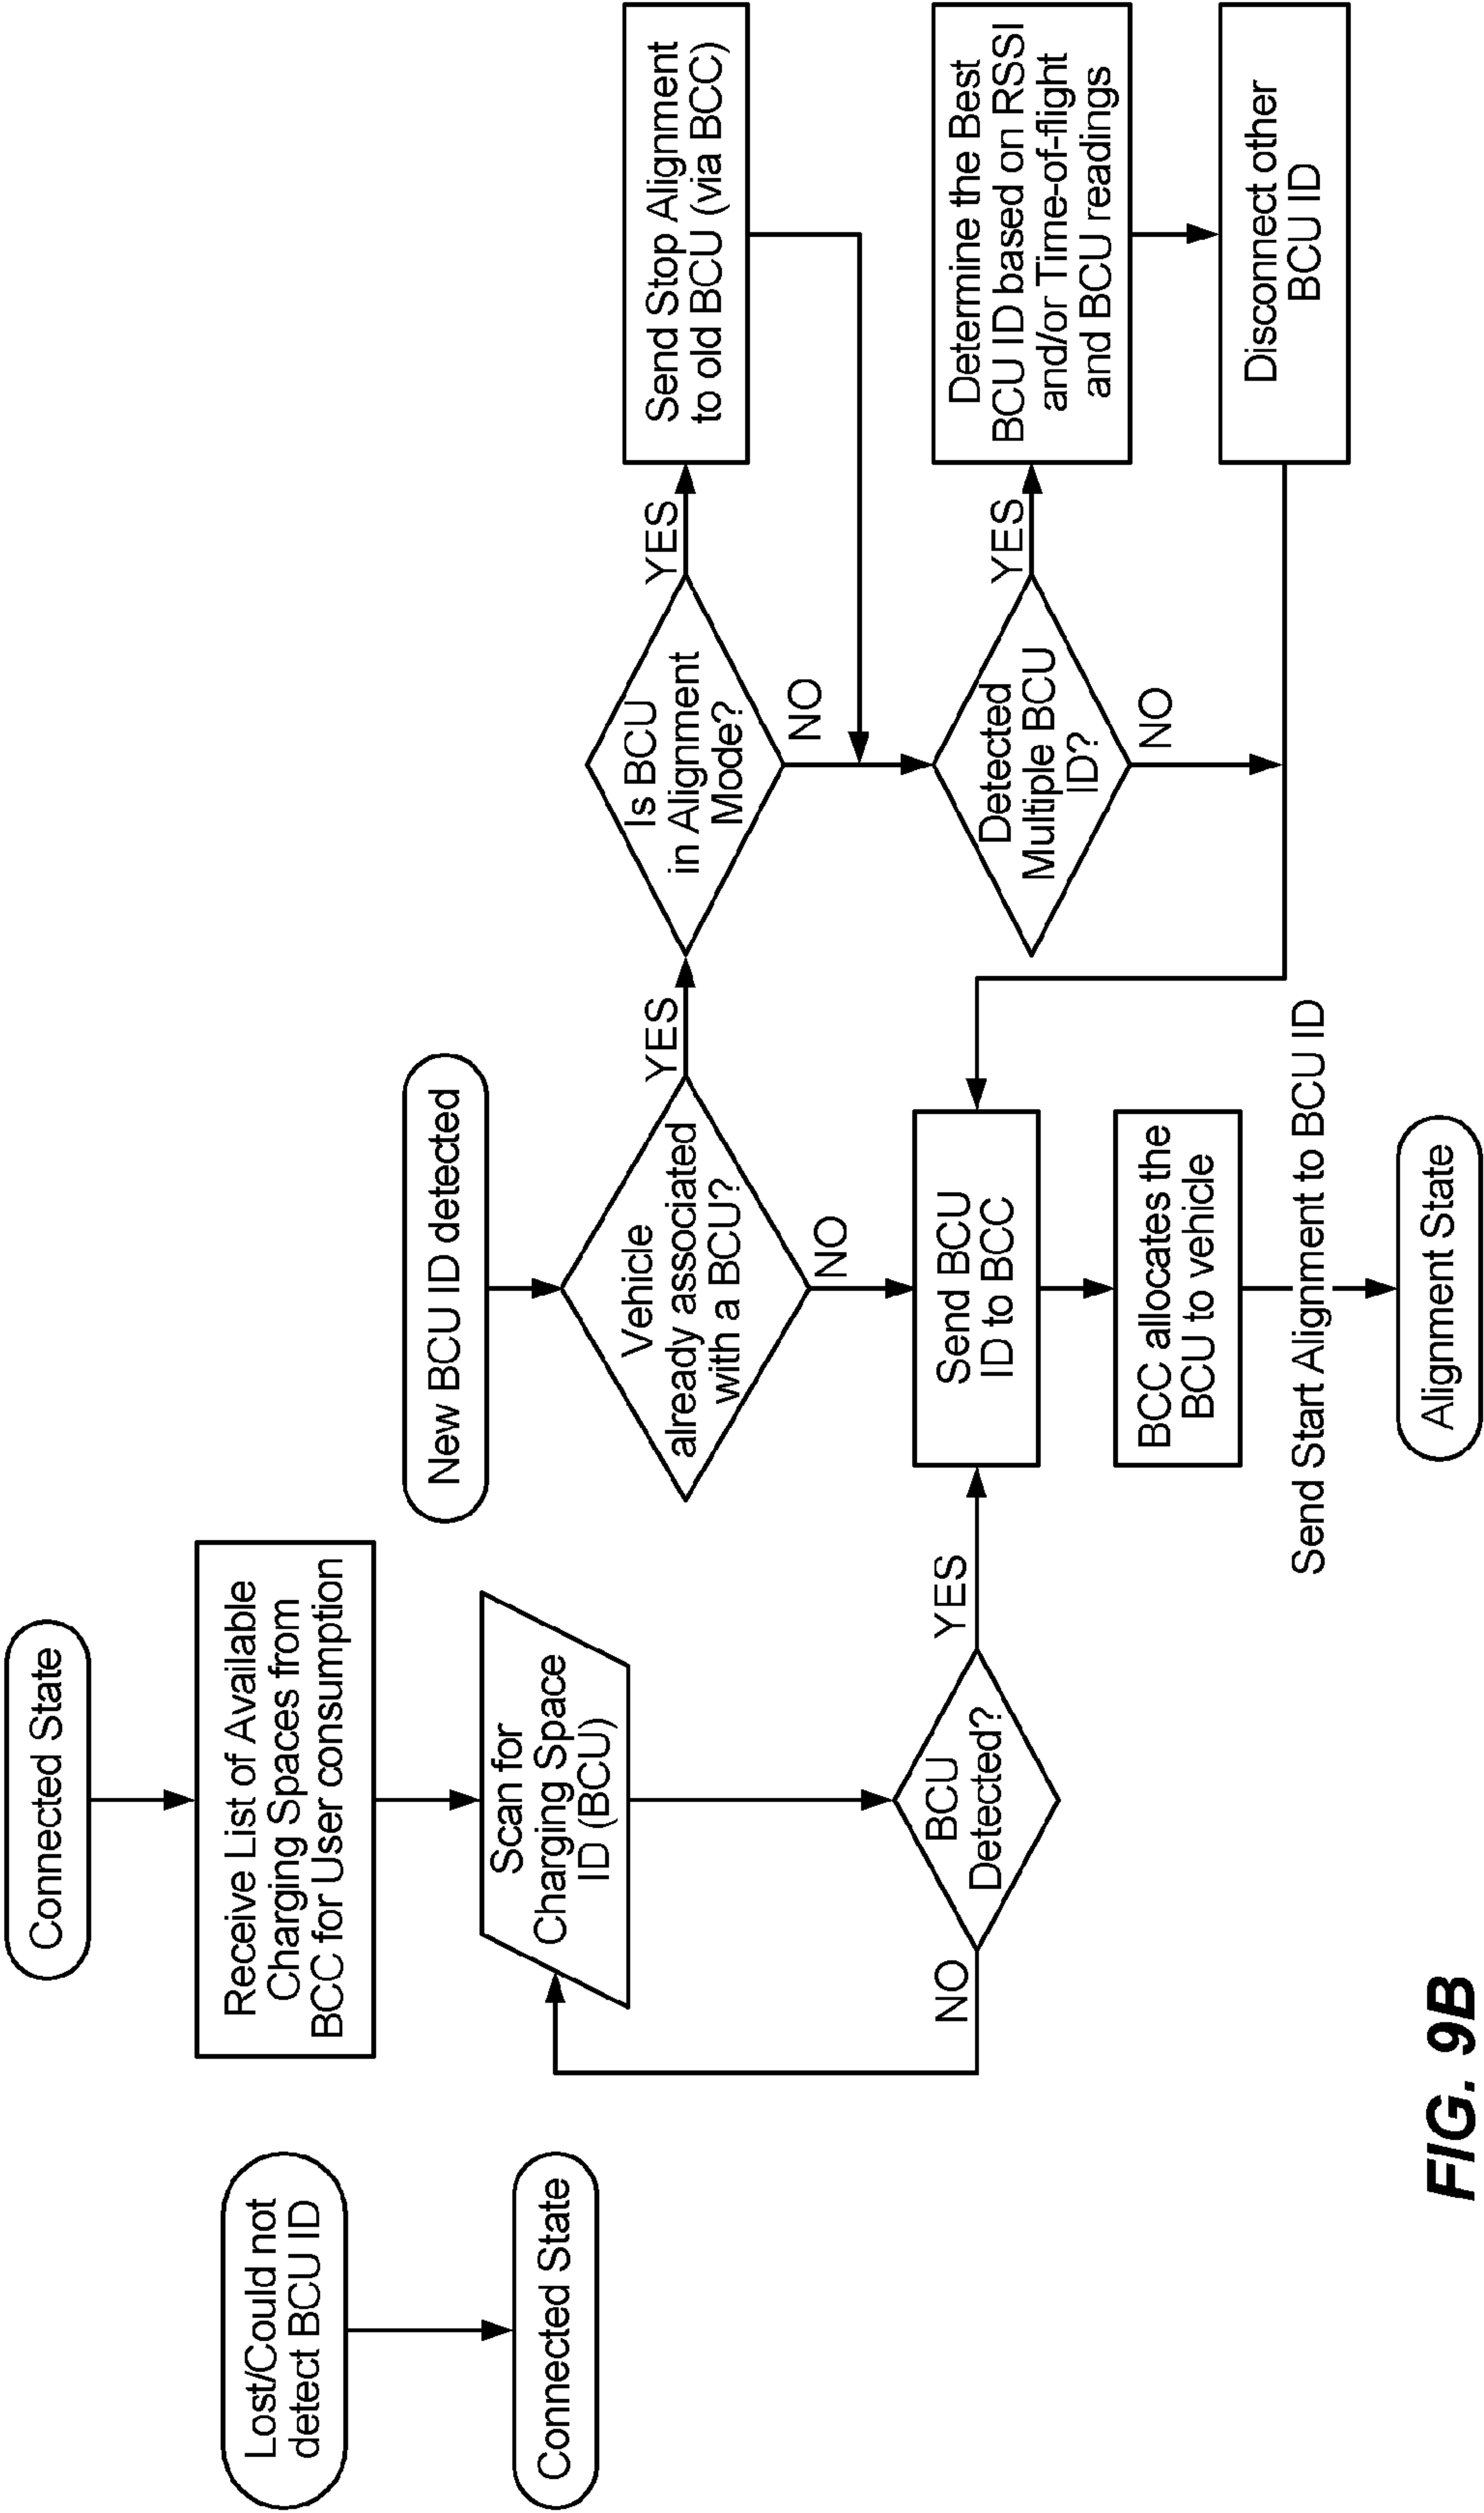 Lost/Could not
detect BCU ID
Connected State
Connected State
Receive List of Available
Charging Spaces from
BCC for User consumption
Scan for
Charging Space
ID (BCU)
BCU
Detected?
NO
YES
New BCU ID detected
Vehicle
already associated
with a BCU?
YES
NO
Send BCU
ID to BCC
BCC allocates the
BCU to vehicle
Send Start Alignment to BCU ID
Alignment State
Is BCU
in Alignment
Mode?
YES
NO
Send Stop Alignment
to old BCU (via BCC)
Detected
Multiple BCU
ID?
YES
NO
Determine the Best
BCU ID based on RSSI
and/or Time-of-flight
and BCU readings
Disconnect other
BCU ID
FIG. 9B